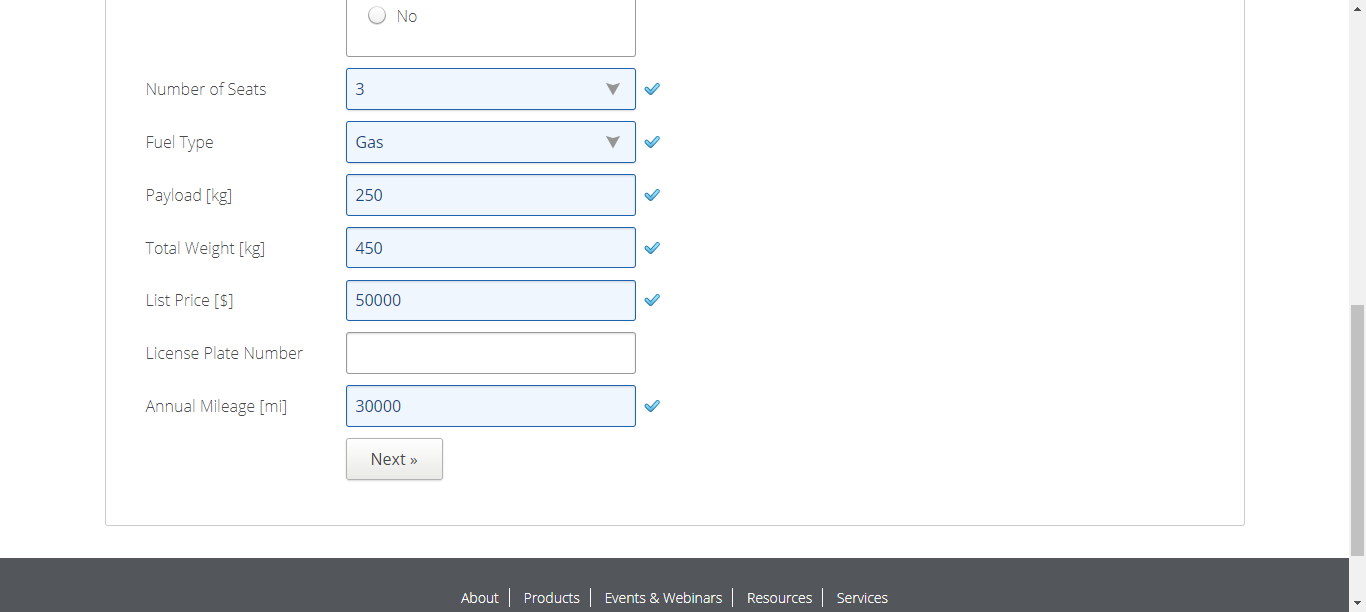 No
Number of Seats 3
Fuel Type Gas
Payload [kg] 250
Total Weight [kg] 450
List Price [$] 50000
License Plate Number
Annual Mileage [mi] 30000
Next »
About Products Events & Webinars Resources Services